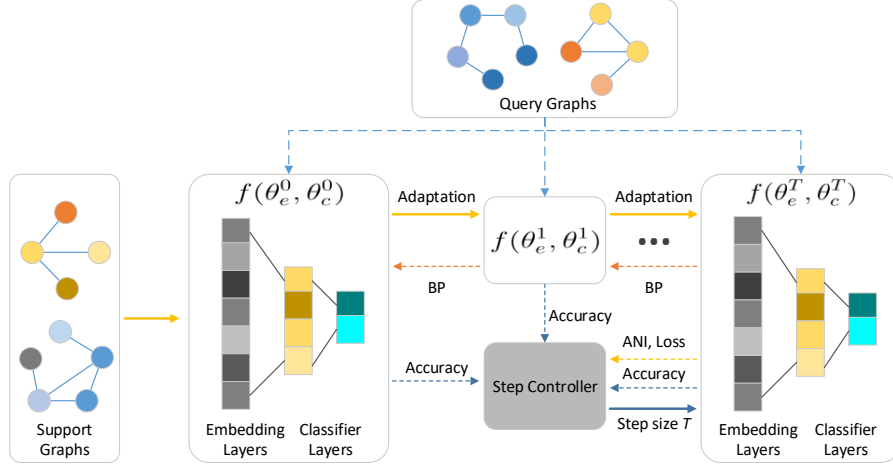 Query Graphs
f(θ_e^0, θ_c^0)
Adaptation
f(θ_e^1, θ_c^1)
Adaptation
f(θ_e^T, θ_c^T)
BP
BP
Accuracy
ANI, Loss
Accuracy
Accuracy
Step Controller
Step size T
Support
Graphs
Embedding
Layers
Classifier
Layers
Embedding
Layers
Classifier
Layers